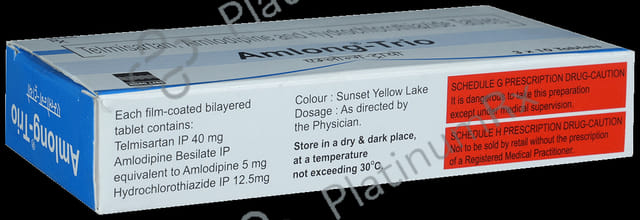 Telmisartan, Amlodipine and Hydrochlorothiazide Tablets
Amlong-Trio
एम्लोंग-ट्रायो
3 x 10 Tablets
Amlong-Trio
एम्लोंग-ट्रायो
Each film-coated bilayered
tablet contains:
Telmisartan IP 40 mg
Amlodipine Besilate IP
equivalent to Amlodipine 5 mg
Hydrochlorothiazide IP 12.5mg
Colour : Sunset Yellow Lake
Dosage : As directed by
the Physician.
Store in a dry & dark place,
at a temperature
not exceeding 30°C
SCHEDULE G PRESCRIPTION DRUG-CAUTION
It is dangerous to take this preparation
except under medical supervision.
SCHEDULE H PRESCRIPTION DRUG-CAUTION
Not to be sold by retail without the prescription
of a Registered Medical Practitioner.
PlatinumRx